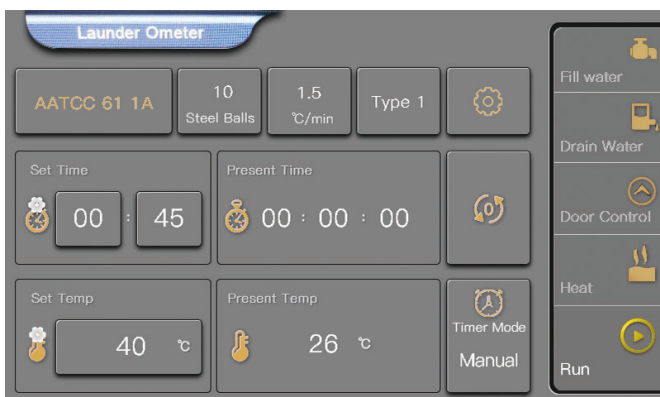 Launder Ometer
AATCC 61 1A
10
Steel Balls
1.5
℃/min
Type 1
Set Time
00 : 45
Present Time
00 : 00 : 00
0
Set Temp
40 ℃
Present Temp
26 ℃
A
Timer Mode
Manual
Fill water
Drain Water
Door Control
Heat
Run